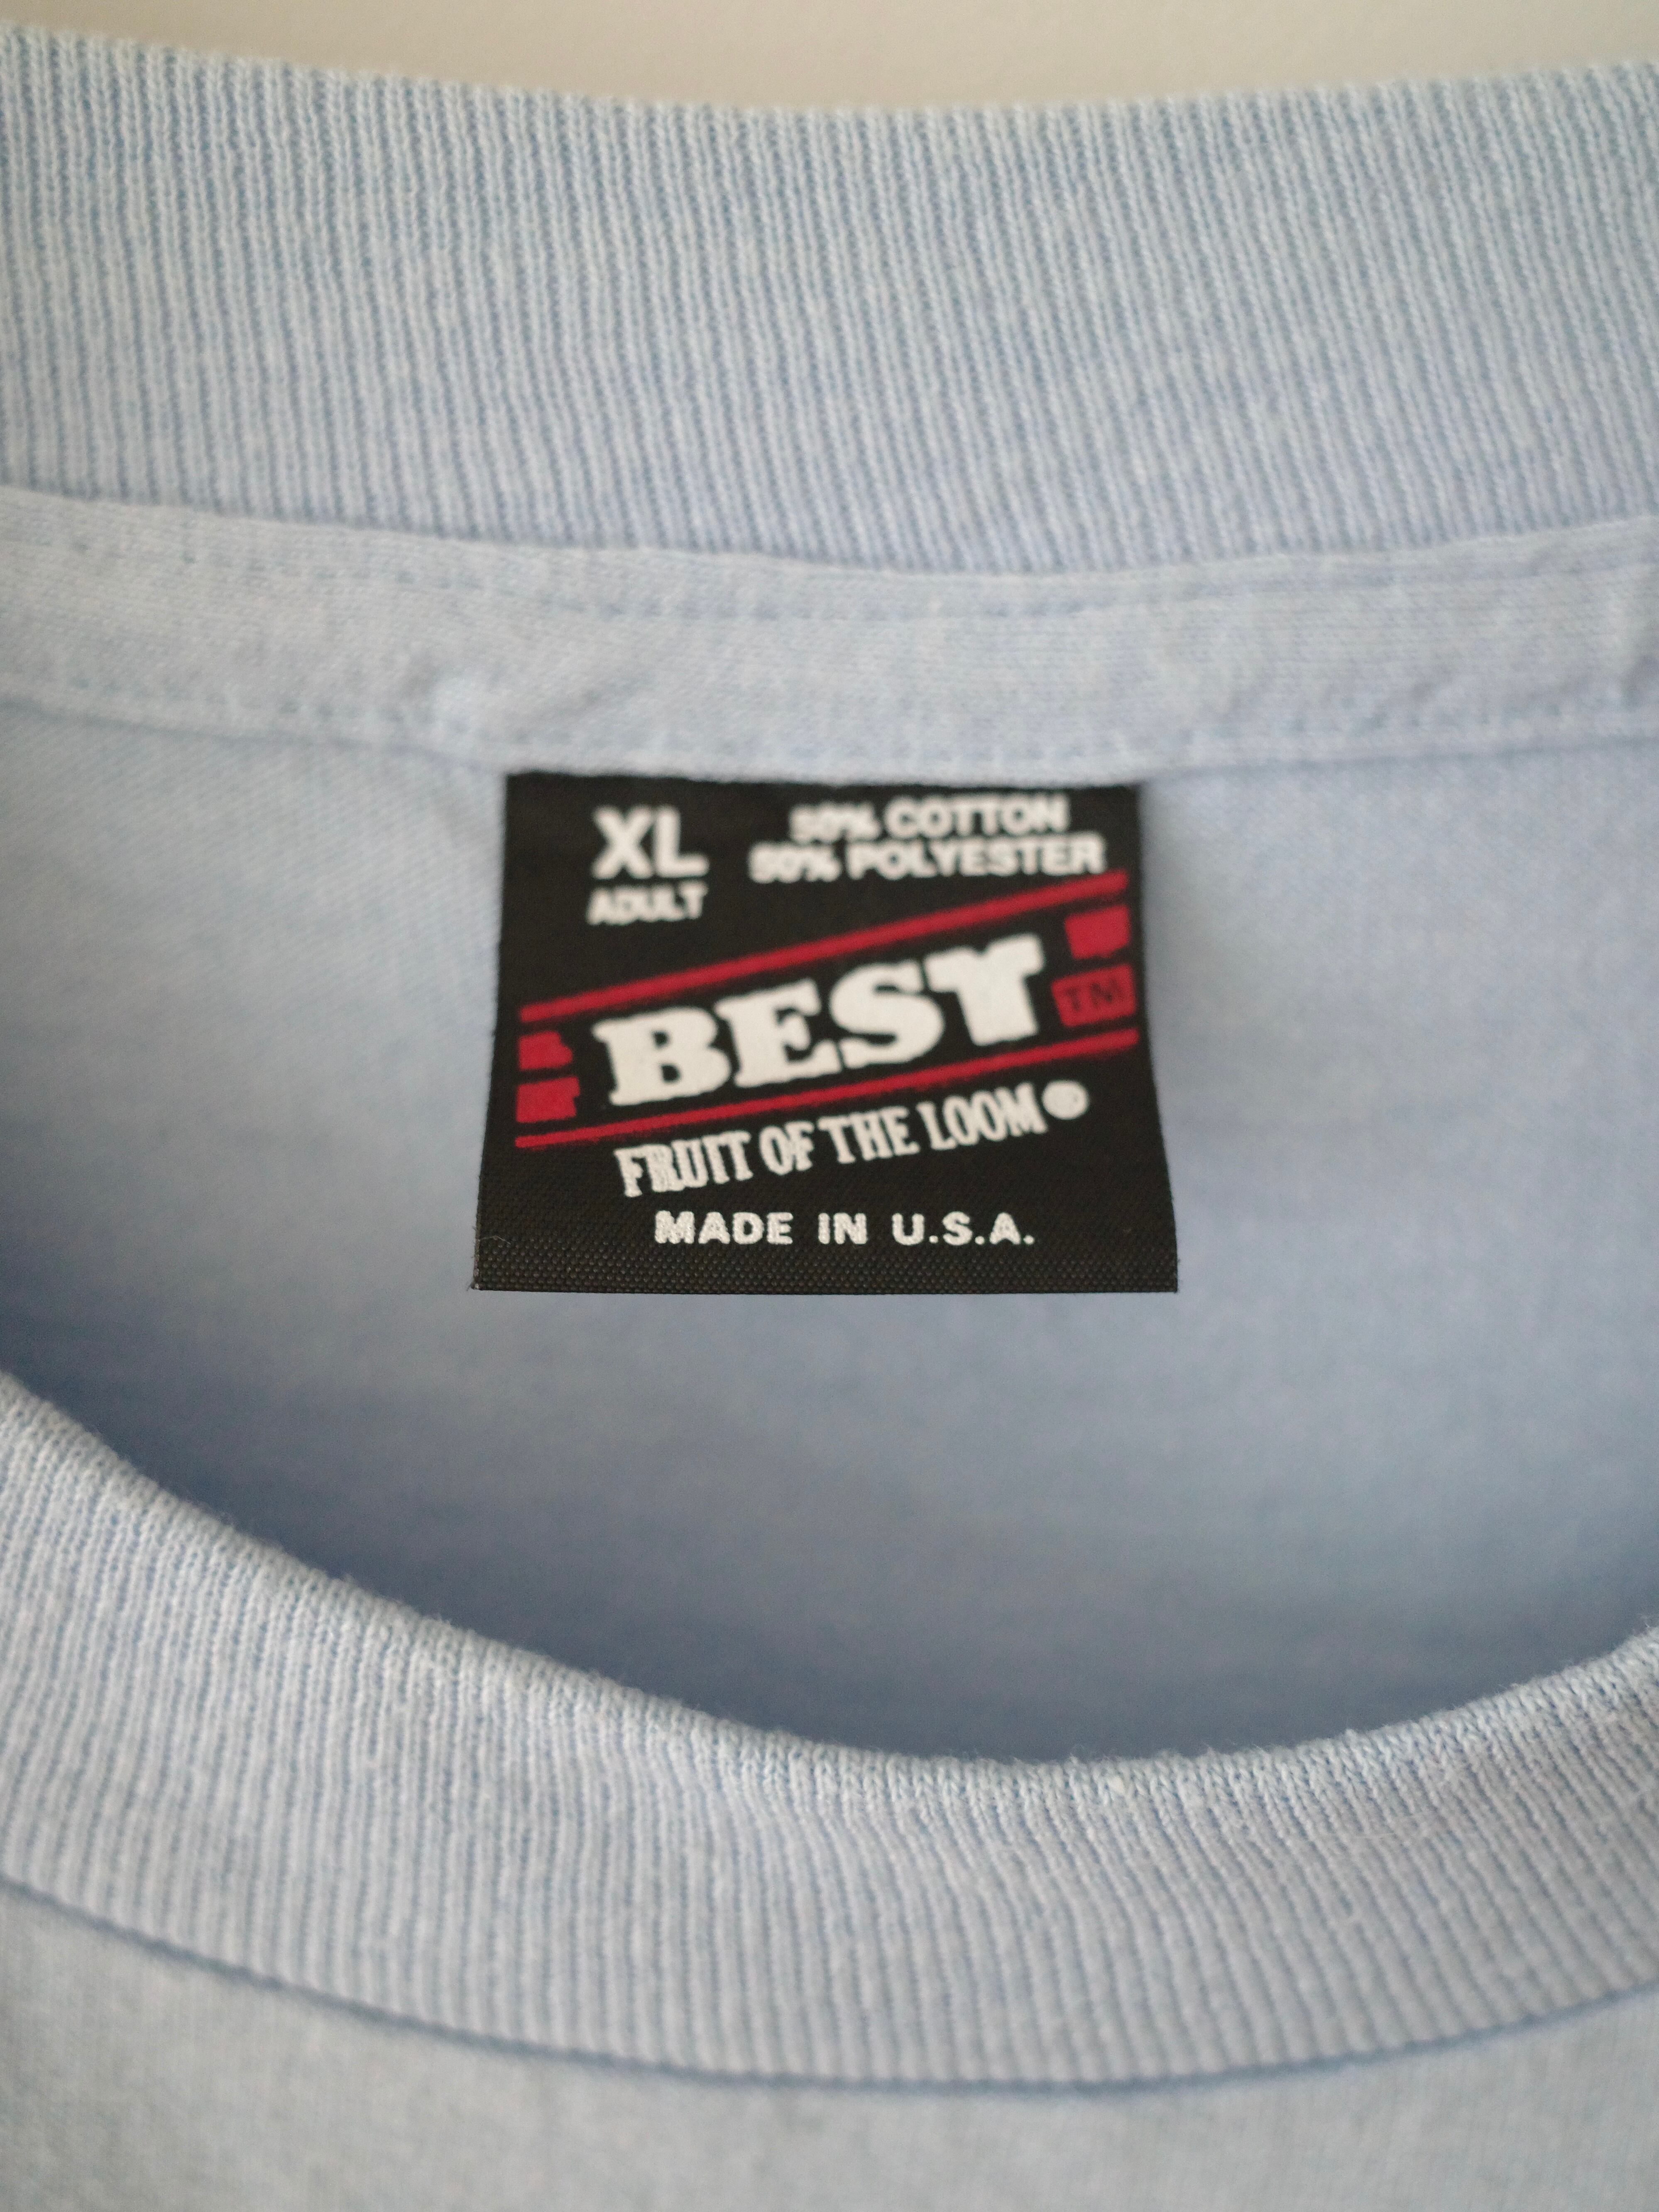 XL
ADULT
50% COTTON
50% POLYESTER
BEST
TM
FRUIT OF THE LOOM
MADE IN U.S.A.